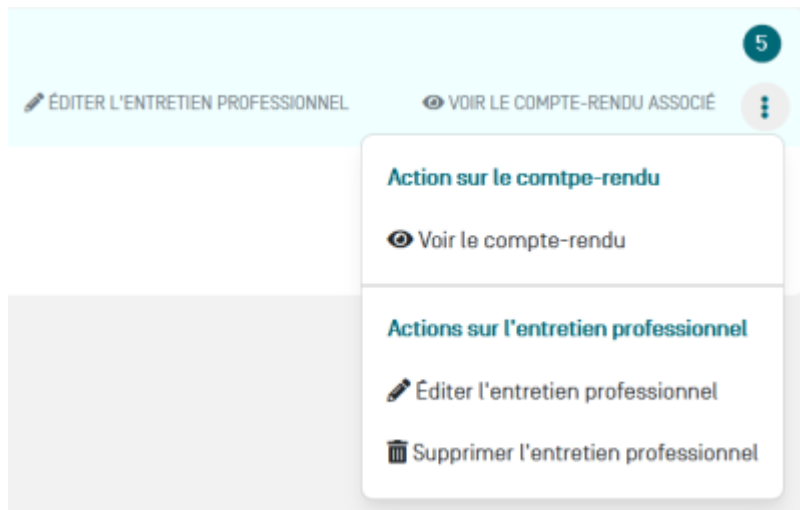 5
ÉDITER L'ENTRETIEN PROFESSIONNEL VOIR LE COMPTE-RENDU ASSOCIÉ
Action sur le comtpe-rendu
Voir le compte-rendu
Actions sur l'entretien professionnel
Éditer l'entretien professionnel
Supprimer l'entretien professionnel